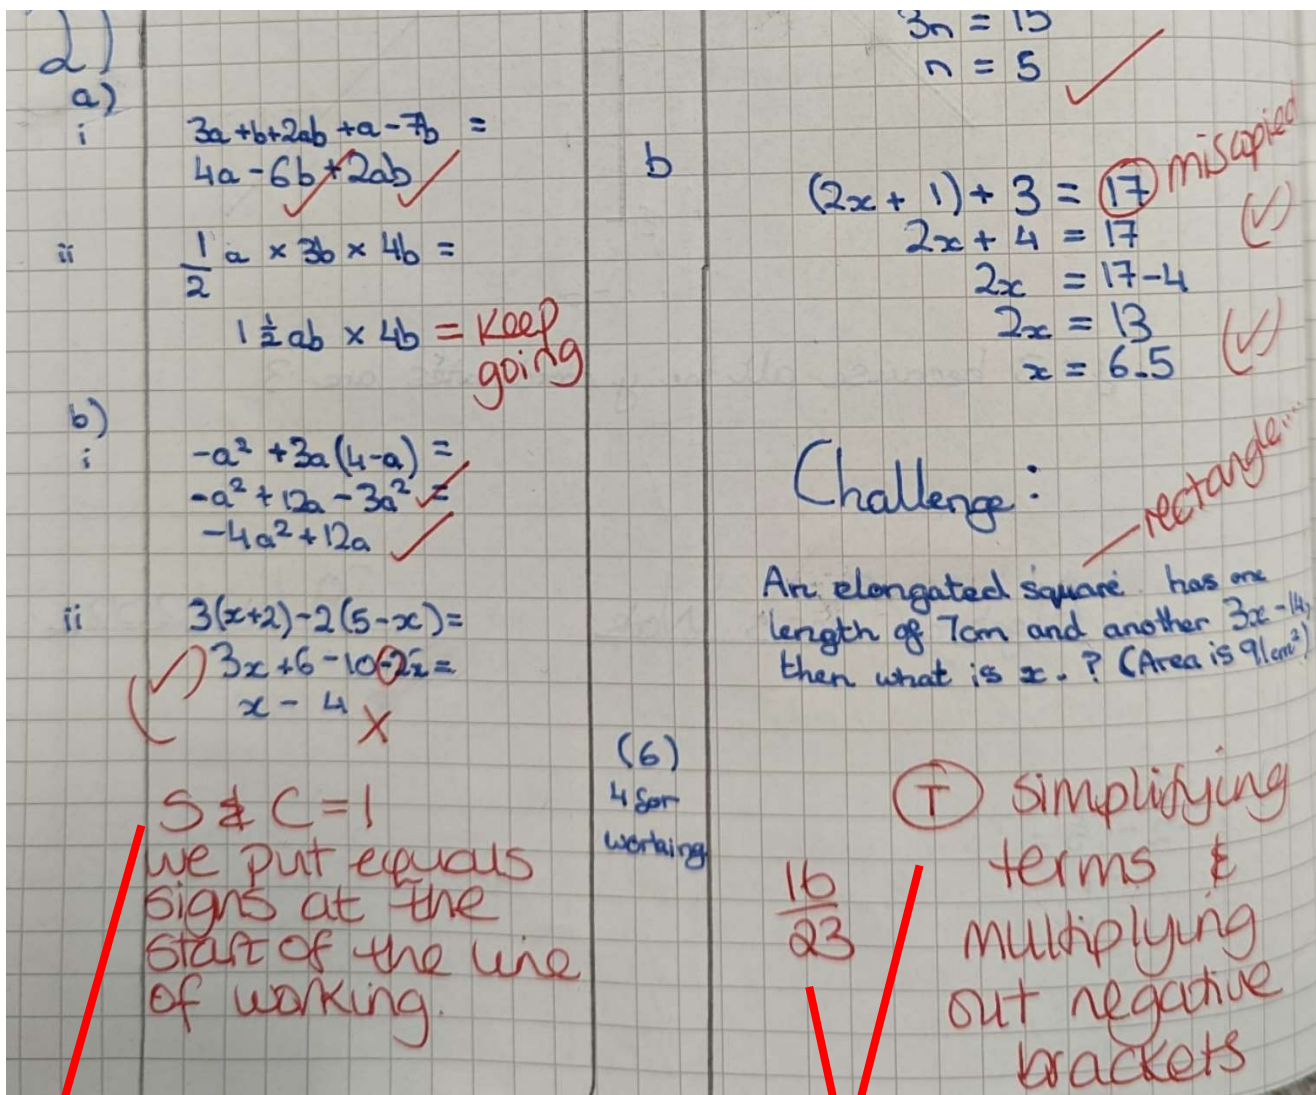 2)
a)
i
3a+b+2ab+a-7b =
4a-6b+2ab
ii
1/2 a × 3b × 4b =
1 1/2 ab × 4b = keep
going
b)
i
-a² +3a(4-a) =
-a² + 12a - 3a² =
-4a²+12a
ii
3(x+2)-2(5-x)=
3x+6-10-2x=
x - 4
S & C = 1
we put equals
signs at the
start of the line
of working.
3n = 15
n = 5
b
(2x + 1) + 3 = 17 miscopied
2x + 4 = 17
2x = 17-4
2x = 13
x = 6.5
Challenge:
rectangle...
An elongated square has one
length of 7cm and another 3x-14,
then what is x.? (Area is 91cm²)
(6)
4 for
working
16/23
T simplifying
terms &
multiplying
out negative
brackets